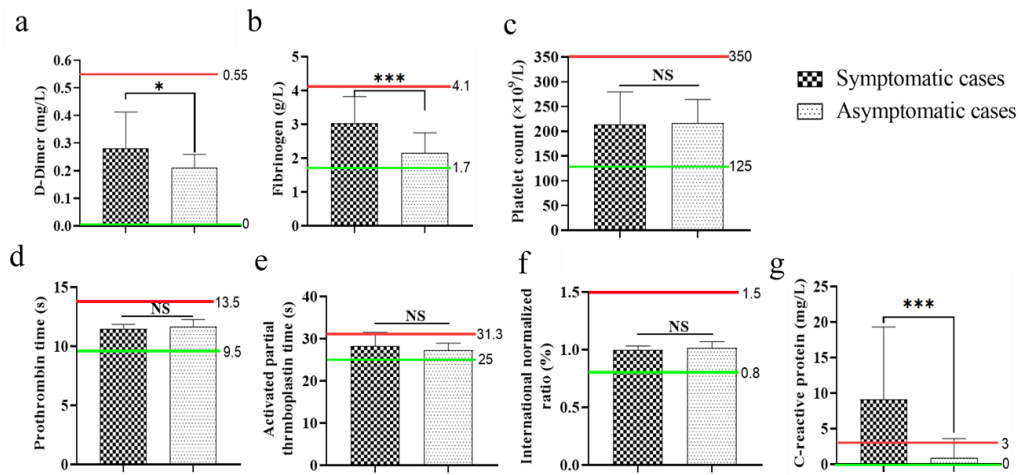 a
D-Dimer (mg/L)
0.6
0.5
0.4
0.3
0.2
0.1
0.0
0.55
*
0
b
Fibrinogen (g/L)
5
4
3
2
1
0
4.1
***
1.7
c
Platelet count (×10⁹/L)
350
300
250
200
150
100
50
0
350
NS
125
Symptomatic cases
Asymptomatic cases
d
Prothrombin time (s)
15
10
5
0
13.5
NS
9.5
e
Activated partial
thrmboplastin time (s)
40
30
20
10
0
NS
31.3
25
f
International normalized
ratio (%)
1.5
1.0
0.5
0.0
1.5
NS
0.8
g
C-reactive protein (mg/L)
25
20
15
10
5
0
***
3
0